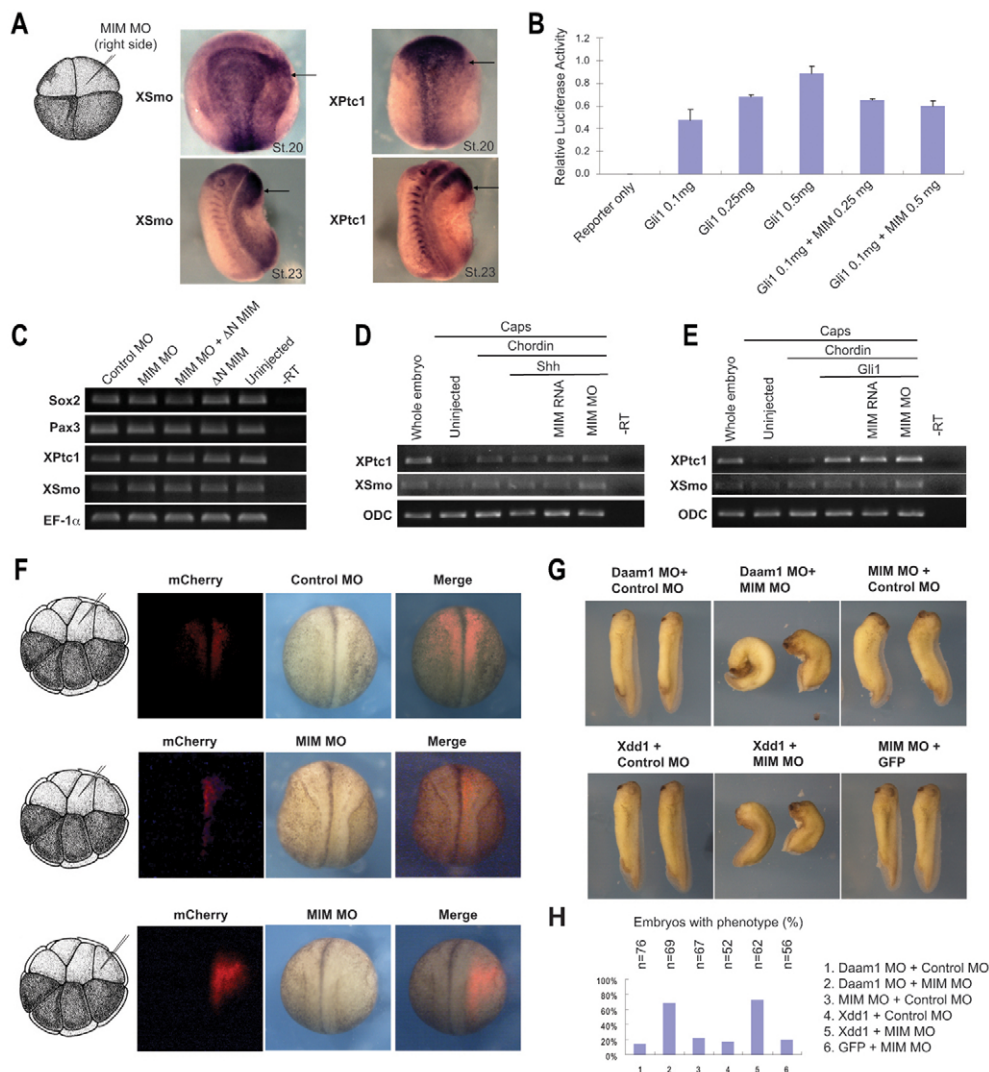 A
MIM MO
(right side)
XSmo
St.20
XPtc1
St.20
XSmo
St.23
XPtc1
St.23
B
Relative Luciferase Activity
1.2
1.0
0.8
0.6
0.4
0.2
0.0
Reporter only
Gli1 0.1mg
Gli1 0.25mg
Gli1 0.5mg
Gli1 0.1mg + MIM 0.25 mg
Gli1 0.1mg + MIM 0.5 mg
C
Control MO
MIM MO
MIM MO + ΔN MIM
ΔN MIM
Uninjected
-RT
Sox2
Pax3
XPtc1
XSmo
EF-1α
D
Caps
Chordin
Shh
Whole embryo
Uninjected
MIM RNA
MIM MO
-RT
XPtc1
XSmo
ODC
E
Caps
Chordin
Gli1
Whole embryo
Uninjected
MIM RNA
MIM MO
-RT
XPtc1
XSmo
ODC
F
mCherry
Control MO
Merge
mCherry
MIM MO
Merge
mCherry
MIM MO
Merge
G
Daam1 MO+
Control MO
Daam1 MO+
MIM MO
MIM MO +
Control MO
Xdd1 +
Control MO
Xdd1 +
MIM MO
MIM MO +
GFP
H
Embryos with phenotype (%)
n=76
n=69
n=67
n=52
n=62
n=56
100%
80%
60%
40%
20%
0%
1
2
3
4
5
6
1. Daam1 MO + Control MO
2. Daam1 MO + MIM MO
3. MIM MO + Control MO
4. Xdd1 + Control MO
5. Xdd1 + MIM MO
6. GFP + MIM MO